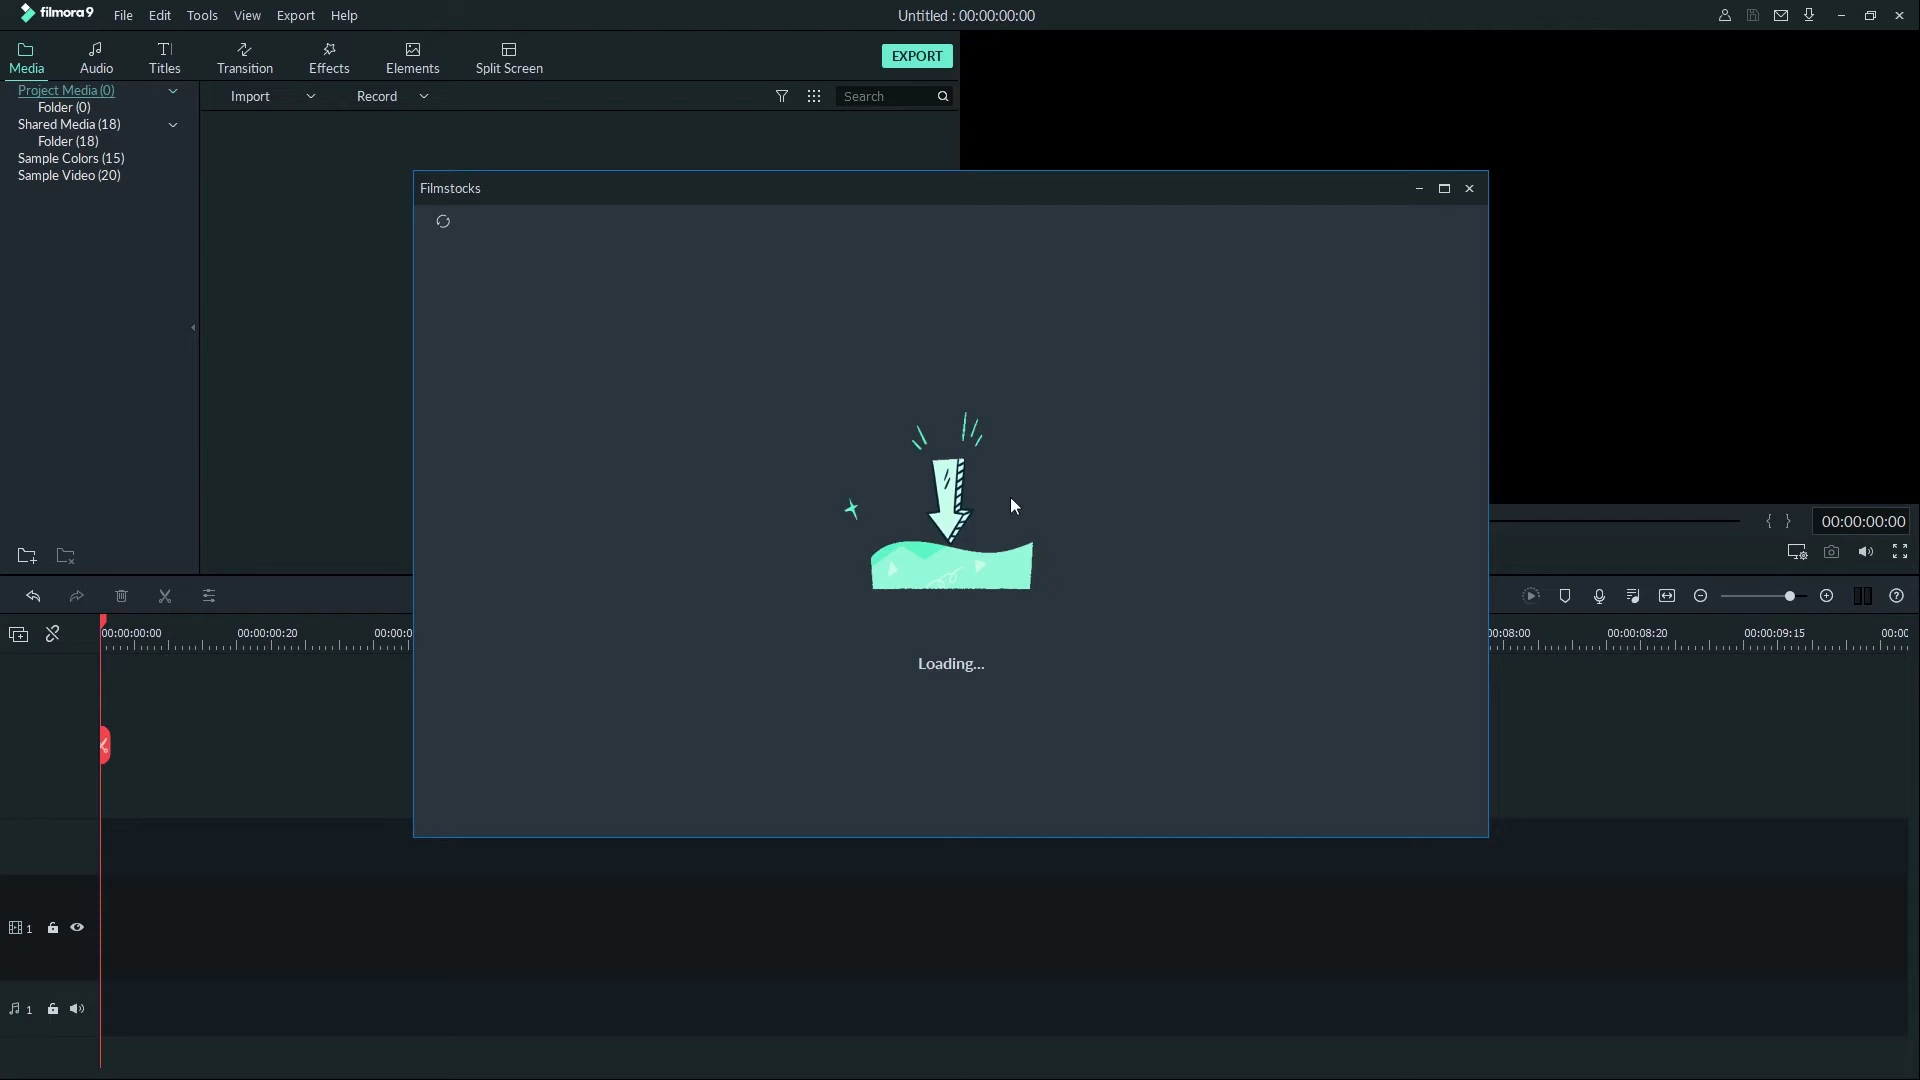 filmora9 File Edit Tools View Export Help Untitled : 00:00:00:00
Media Audio Titles Transition Effects Elements Split Screen EXPORT
Project Media (0)
Folder (0)
Shared Media (18)
Folder (18)
Sample Colors (15)
Sample Video (20)
Import Record Search
Filmstocks
Loading...
00:00:00:00
00:00:00:00 00:00:00:20 00:00:0
00:08:00 00:00:08:20 00:00:09:15 00:00
1
1